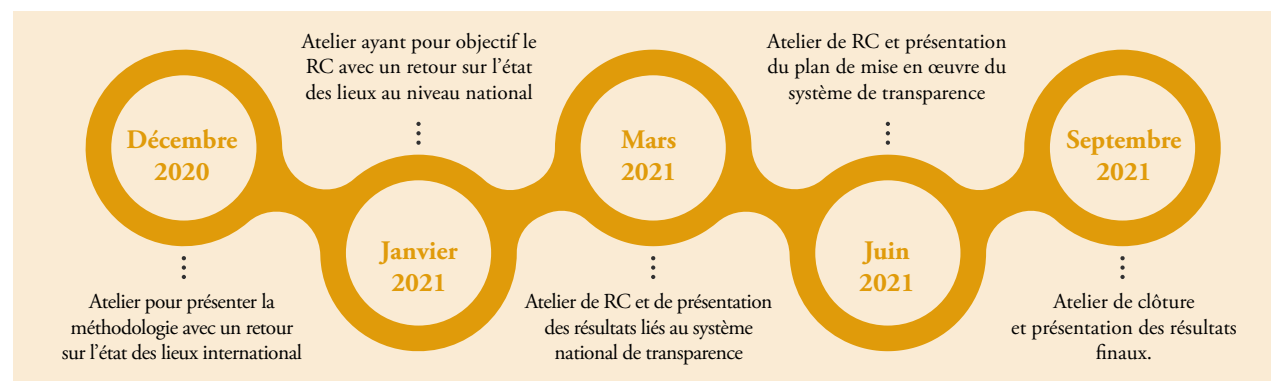 Décembre
2020
Atelier pour présenter la
méthodologie avec un retour
sur l'état des lieux international
Atelier ayant pour objectif le
RC avec un retour sur l'état
des lieux au niveau national
Janvier
2021
Mars
2021
Atelier de RC et de présentation
des résultats liés au système
national de transparence
Atelier de RC et présentation
du plan de mise en œuvre du
système de transparence
Juin
2021
Septembre
2021
Atelier de clôture
et présentation des résultats
finaux.